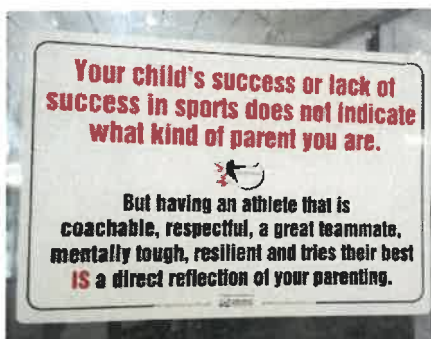 Your child's success or lack of
success in sports does not indicate
what kind of parent you are.
But having an athlete that is
coachable, respectful, a great teammate,
mentally tough, resilient and tries their best
IS a direct reflection of your parenting.